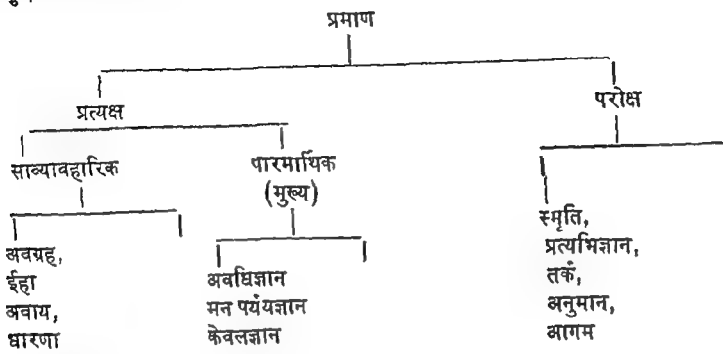 प्रमाण
प्रत्यक्ष
परोक्ष
साव्यावहारिक
पारमार्थिक
(मुख्य)
अवग्रह,
ईहा
अवाय,
धारणा
अवधिज्ञान
मन पर्ययज्ञान
केवलज्ञान
स्मृति,
प्रत्यभिज्ञान,
तर्क,
अनुमान,
आगम